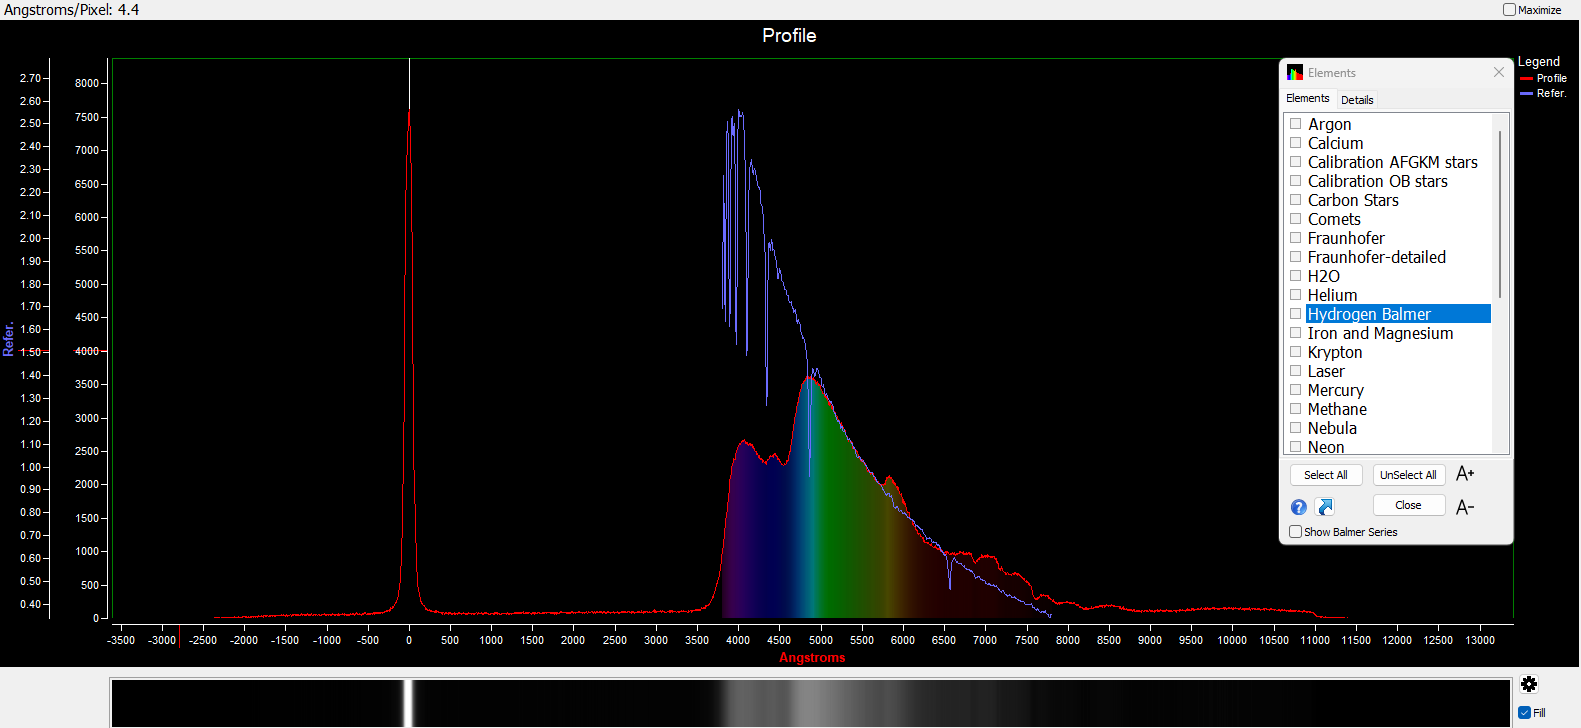 Angstroms/Pixel: 4.4
Maximize
Profile
Legend
Profile
Refer.
Elements
Elements Details
Argon
Calcium
Calibration AFGKM stars
Calibration OB stars
Carbon Stars
Comets
Fraunhofer
Fraunhofer-detailed
H2O
Helium
Hydrogen Balmer
Iron and Magnesium
Krypton
Laser
Mercury
Methane
Nebula
Neon
Select All UnSelect All A+
? Close A-
Show Balmer Series
Refer.
2.70
2.60
2.50
2.40
2.30
2.20
2.10
2.00
1.90
1.80
1.70
1.60
1.50
1.40
1.30
1.20
1.10
1.00
0.90
0.80
0.70
0.60
0.50
0.40
8000
7500
7000
6500
6000
5500
5000
4500
4000
3500
3000
2500
2000
1500
1000
500
0
-3500 -3000 -2500 -2000 -1500 -1000 -500 0 500 1000 1500 2000 2500 3000 3500 4000 4500 5000 5500 6000 6500 7000 7500 8000 8500 9000 9500 10000 10500 11000 11500 12000 12500 13000
Angstroms
Fill